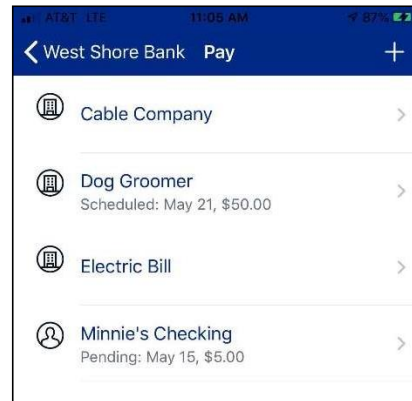 AT&T LTE 11:05 AM 87%
West Shore Bank Pay
Cable Company
Dog Groomer
Scheduled: May 21, $50.00
Electric Bill
Minnie's Checking
Pending: May 15, $5.00